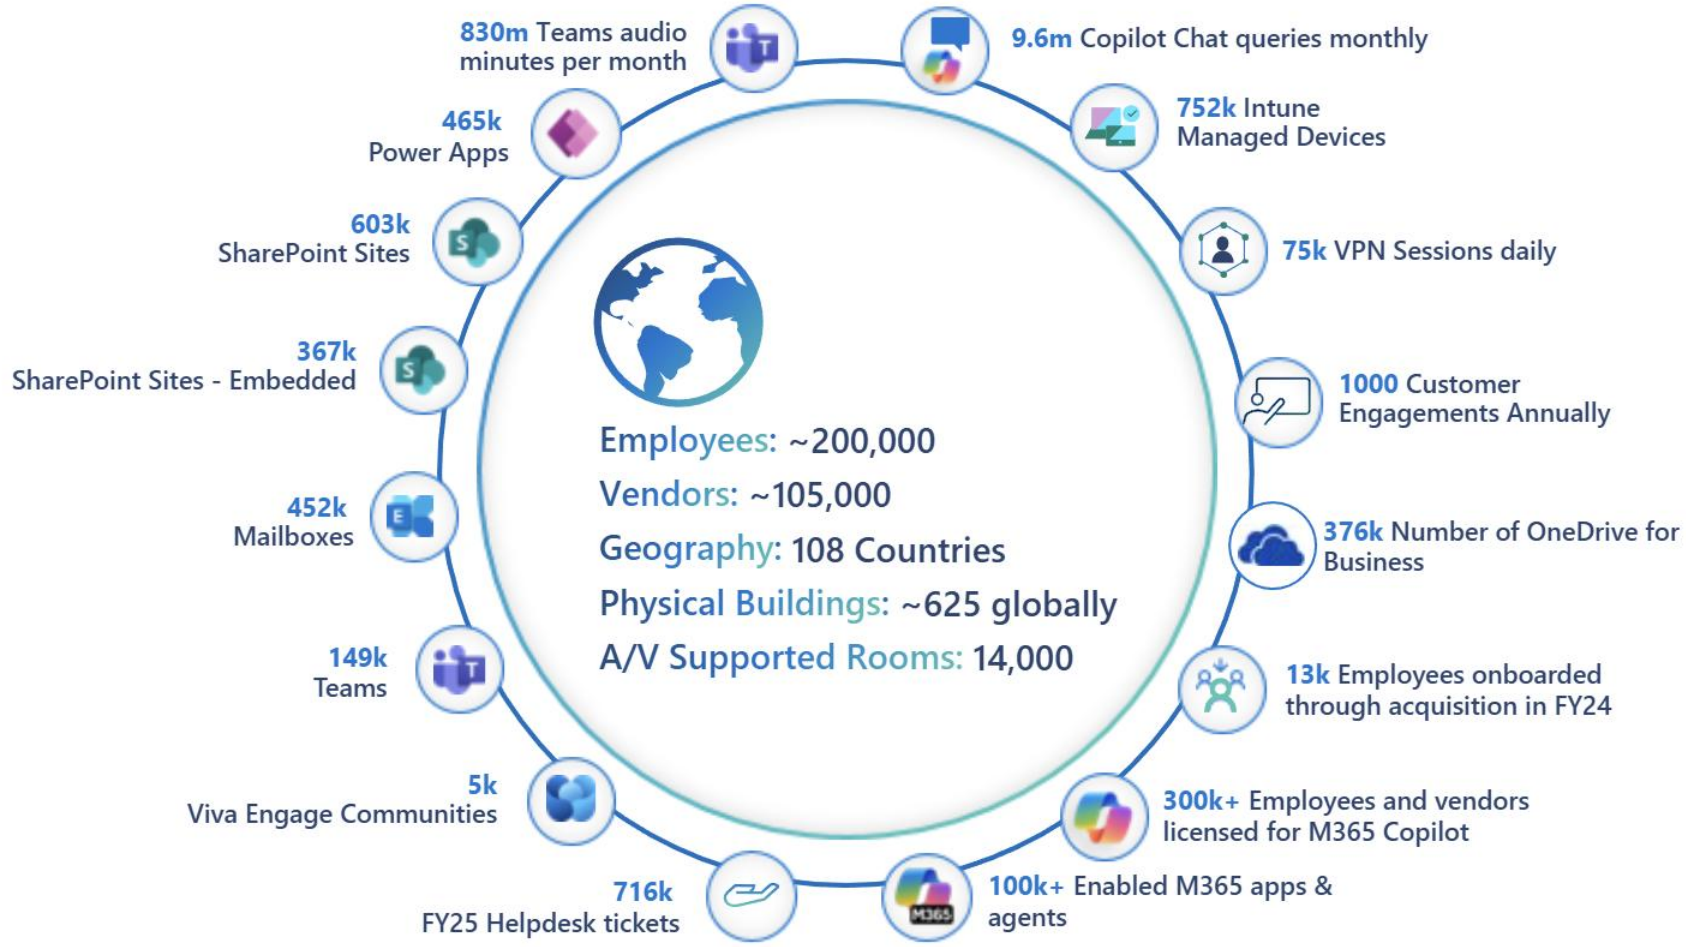 830m Teams audio
minutes per month
9.6m Copilot Chat queries monthly
465k
Power Apps
752k Intune
Managed Devices
603k
SharePoint Sites
75k VPN Sessions daily
367k
SharePoint Sites - Embedded
1000 Customer
Engagements Annually
Employees: ~200,000
Vendors: ~105,000
Geography: 108 Countries
Physical Buildings: ~625 globally
A/V Supported Rooms: 14,000
452k
Mailboxes
376k Number of OneDrive for
Business
149k
Teams
13k Employees onboarded
through acquisition in FY24
5k
Viva Engage Communities
300k+ Employees and vendors
licensed for M365 Copilot
716k
FY25 Helpdesk tickets
100k+ Enabled M365 apps &
agents
T
S
S
E
T
M365